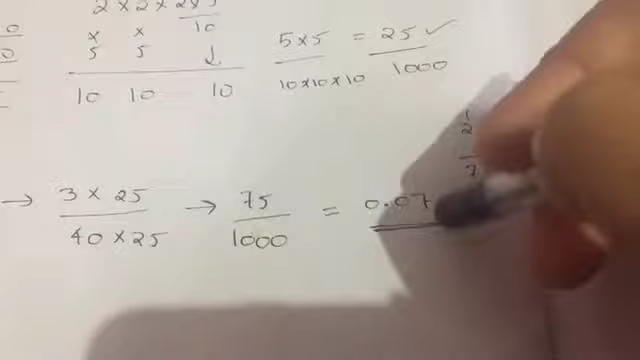 2 × 2 × 2×5
10
× ×
5 5 ↓
10 10 10
5×5 = 25 ✓
10×10×10 1000
→ 3 × 25 → 75 = 0.07
40 × 25 1000